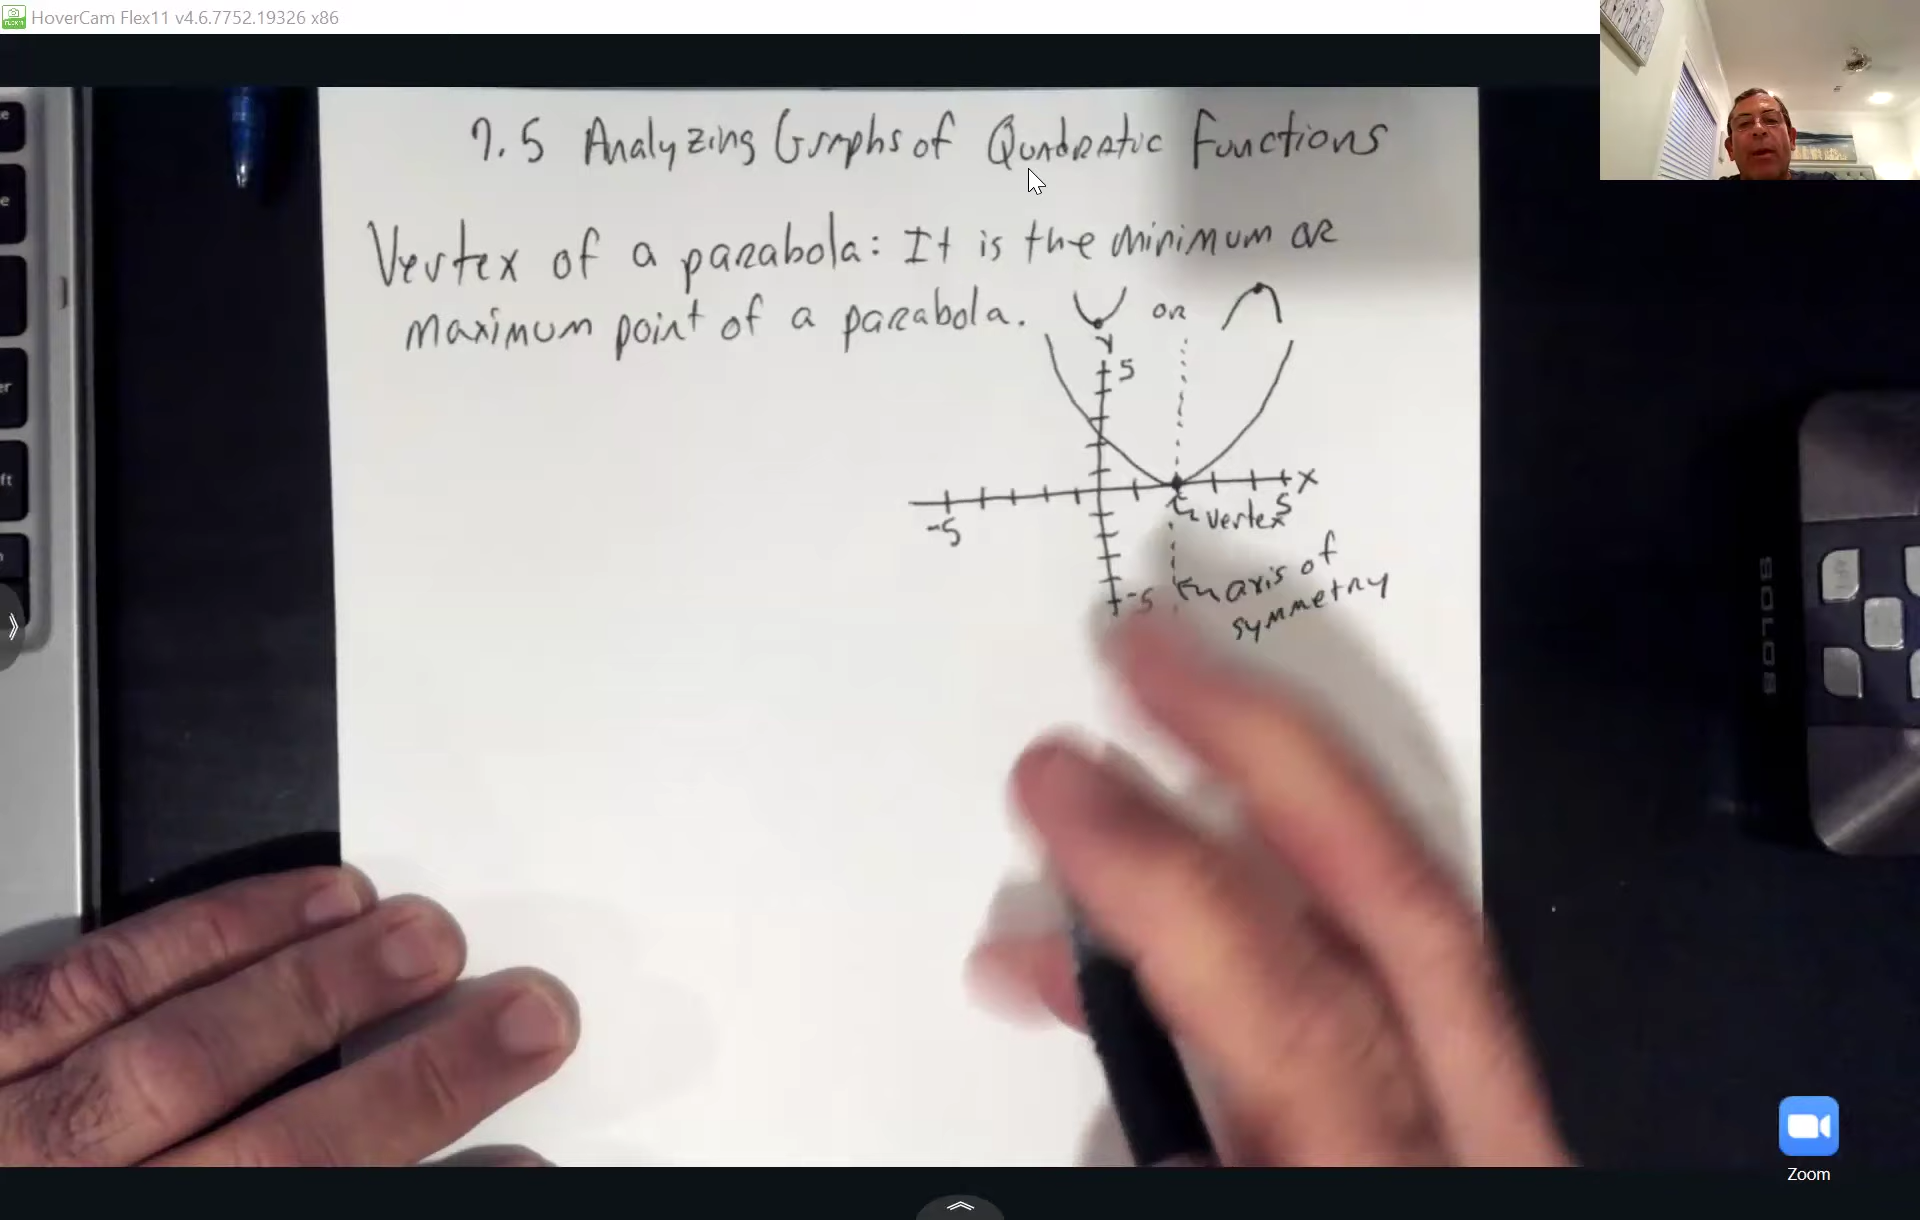 HoverCam Flex11 v4.6.7752.19326 x86
7.5 Analyzing Graphs of Quadratic Functions
Vertex of a parabola: It is the minimum or
maximum point of a parabola. or
y
5
x
-5
5
vertex
-5
axis of
symmetry
SOLO8
Zoom